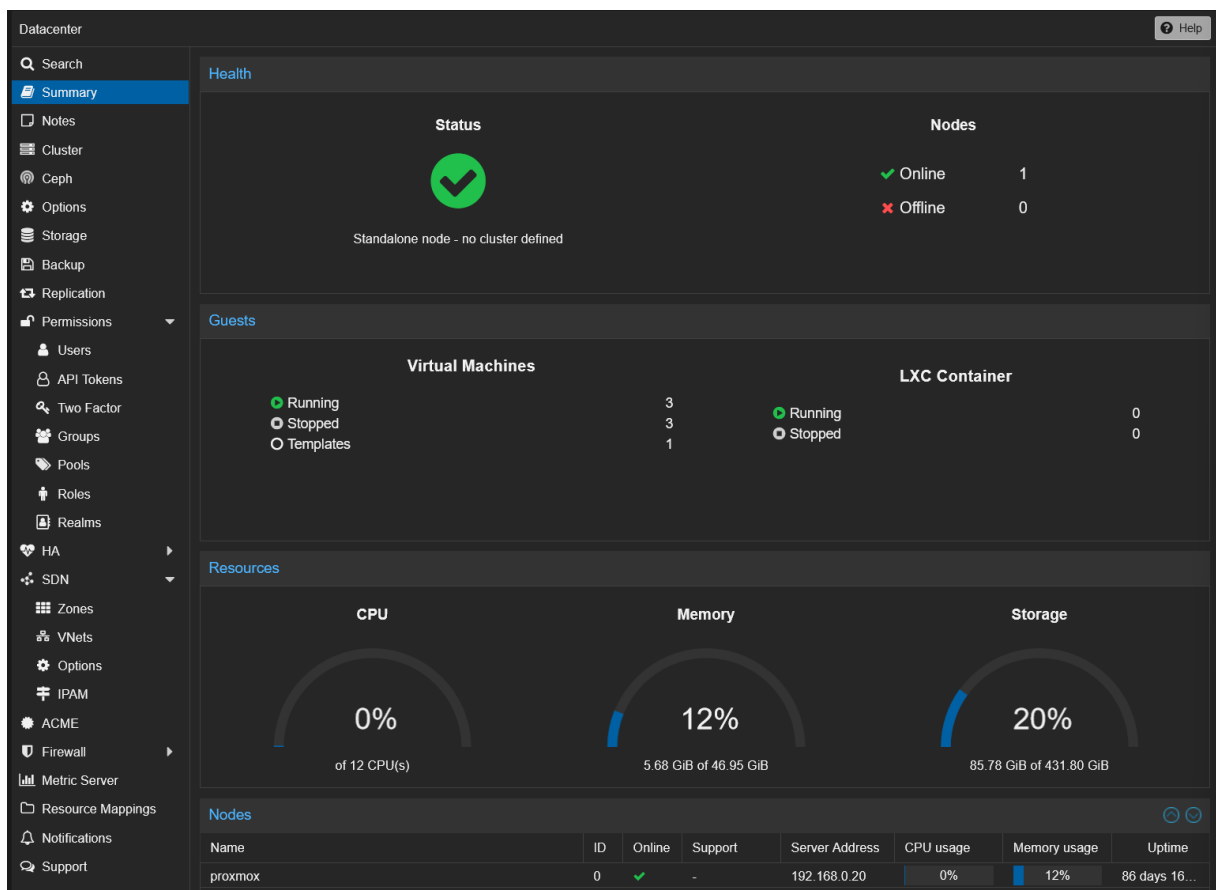 Datacenter
Help
Search
Summary
Notes
Cluster
Ceph
Options
Storage
Backup
Replication
Permissions
Users
API Tokens
Two Factor
Groups
Pools
Roles
Realms
HA
SDN
Zones
VNets
Options
IPAM
ACME
Firewall
Metric Server
Resource Mappings
Notifications
Support
Health
Status
Standalone node - no cluster defined
Nodes
Online 1
Offline 0
Guests
Virtual Machines
Running 3
Stopped 3
Templates 1
LXC Container
Running 0
Stopped 0
Resources
CPU
0%
of 12 CPU(s)
Memory
12%
5.68 GiB of 46.95 GiB
Storage
20%
85.78 GiB of 431.80 GiB
Nodes
Name ID Online Support Server Address CPU usage Memory usage Uptime
proxmox 0 - 192.168.0.20 0% 12% 86 days 16...